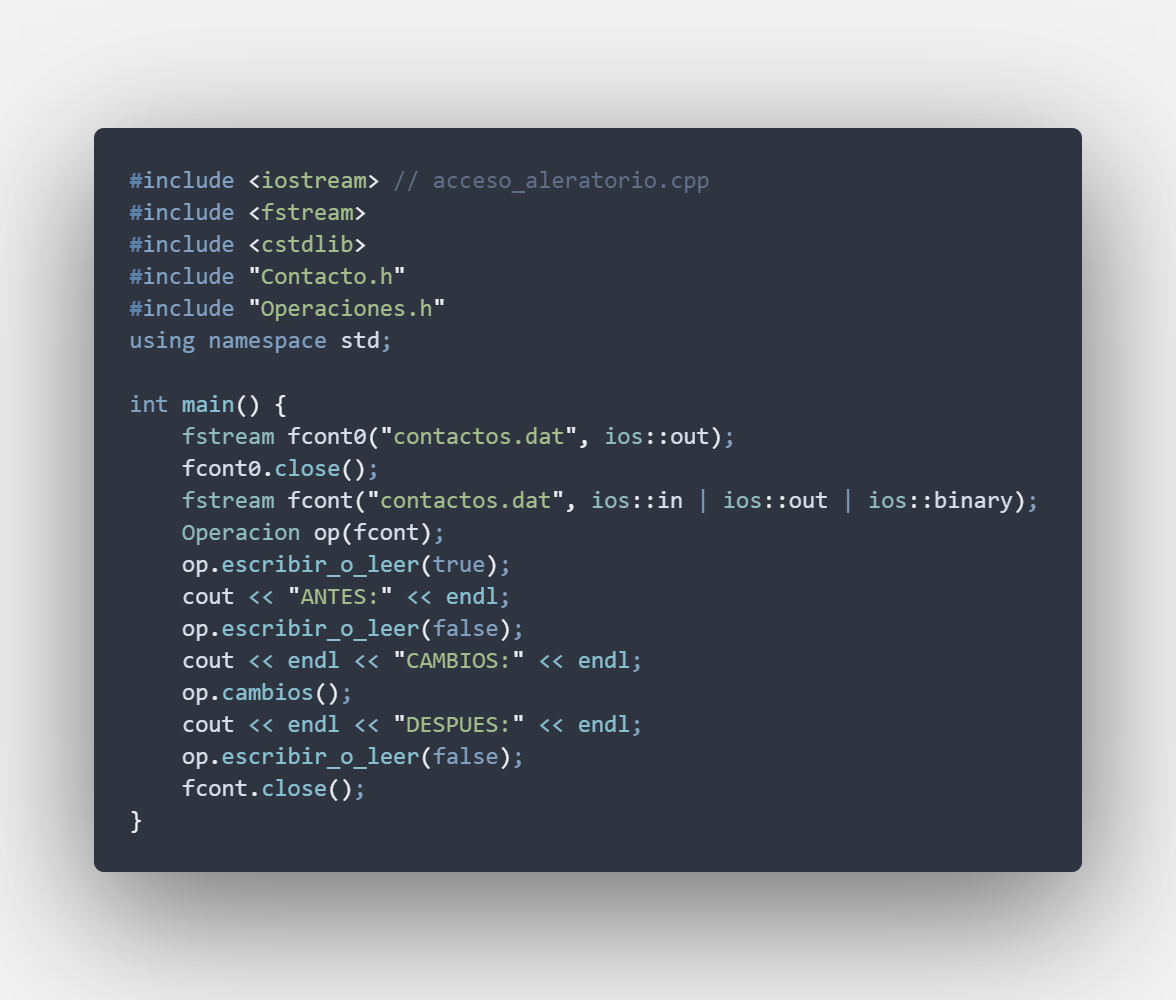 #include <iostream> // acceso_aleratorio.cpp
#include <fstream>
#include <cstdlib>
#include "Contacto.h"
#include "Operaciones.h"
using namespace std;

int main() {
    fstream fcont0("contactos.dat", ios::out);
    fcont0.close();
    fstream fcont("contactos.dat", ios::in | ios::out | ios::binary);
    Operacion op(fcont);
    op.escribir_o_leer(true);
    cout << "ANTES:" << endl;
    op.escribir_o_leer(false);
    cout << endl << "CAMBIOS:" << endl;
    op.cambios();
    cout << endl << "DESPUES:" << endl;
    op.escribir_o_leer(false);
    fcont.close();
}